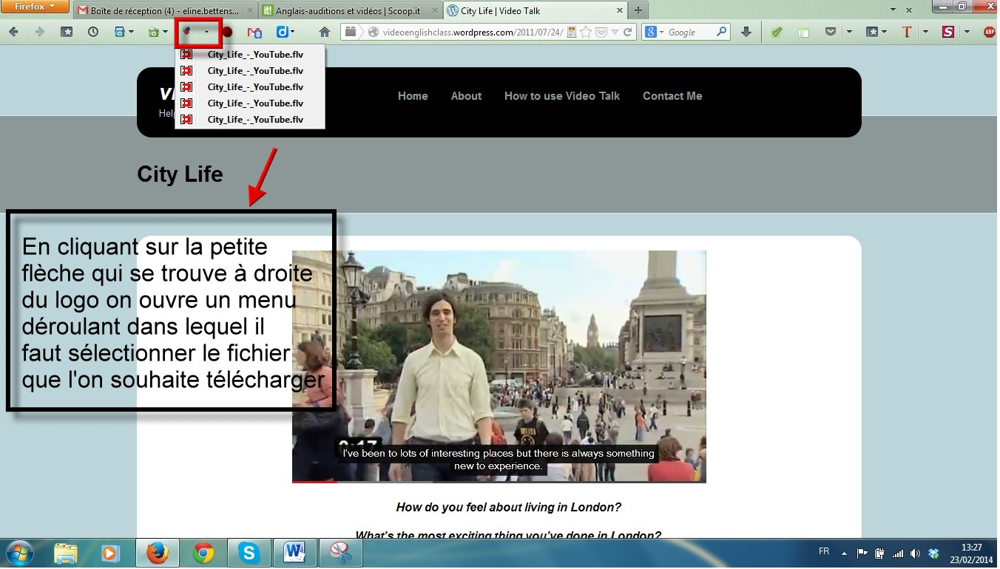 Firefox
Boîte de réception (4) - eline.bettens...
it! Anglais-auditions et vidéos | Scoop.it
City Life | Video Talk
videoenglishclass.wordpress.com/2011/07/24/
Google
ABP
City_Life_-_YouTube.flv
City_Life_-_YouTube.flv
City_Life_-_YouTube.flv
City_Life_-_YouTube.flv
City_Life_-_YouTube.flv
Home About How to use Video Talk Contact Me
Help
City Life
En cliquant sur la petite
flèche qui se trouve à droite
du logo on ouvre un menu
déroulant dans lequel il
faut sélectionner le fichier
que l'on souhaite télécharger
I've been to lots of interesting places but there is always something
new to experience.
How do you feel about living in London?
What's the most exciting thing you've done in London?
FR
13:27
23/02/2014